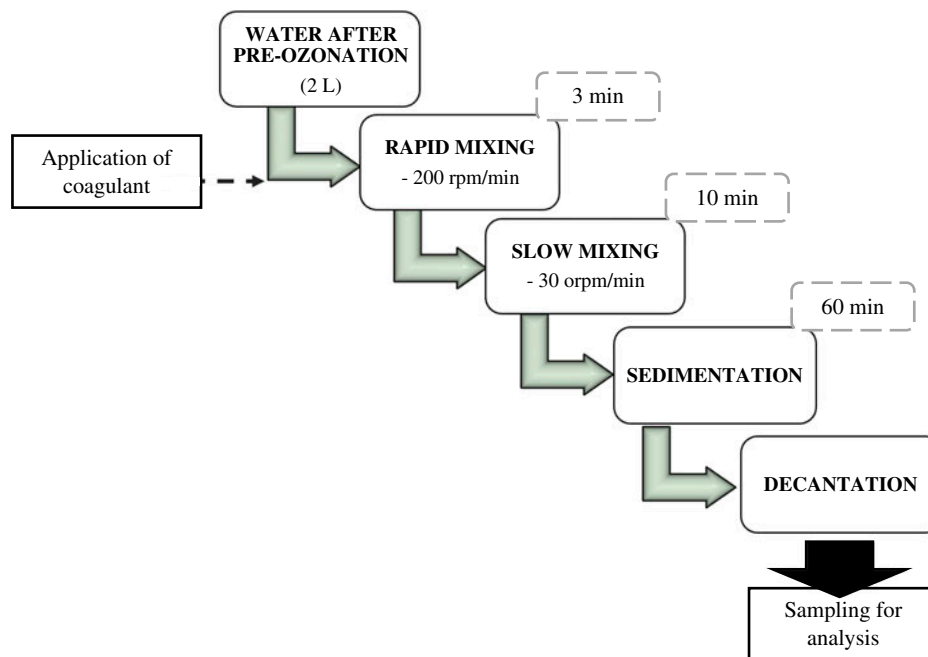 WATER AFTER
PRE-OZONATION
(2 L)
3 min
Application of
coagulant
RAPID MIXING
- 200 rpm/min
10 min
SLOW MIXING
- 30 orpm/min
60 min
SEDIMENTATION
DECANTATION
Sampling for
analysis